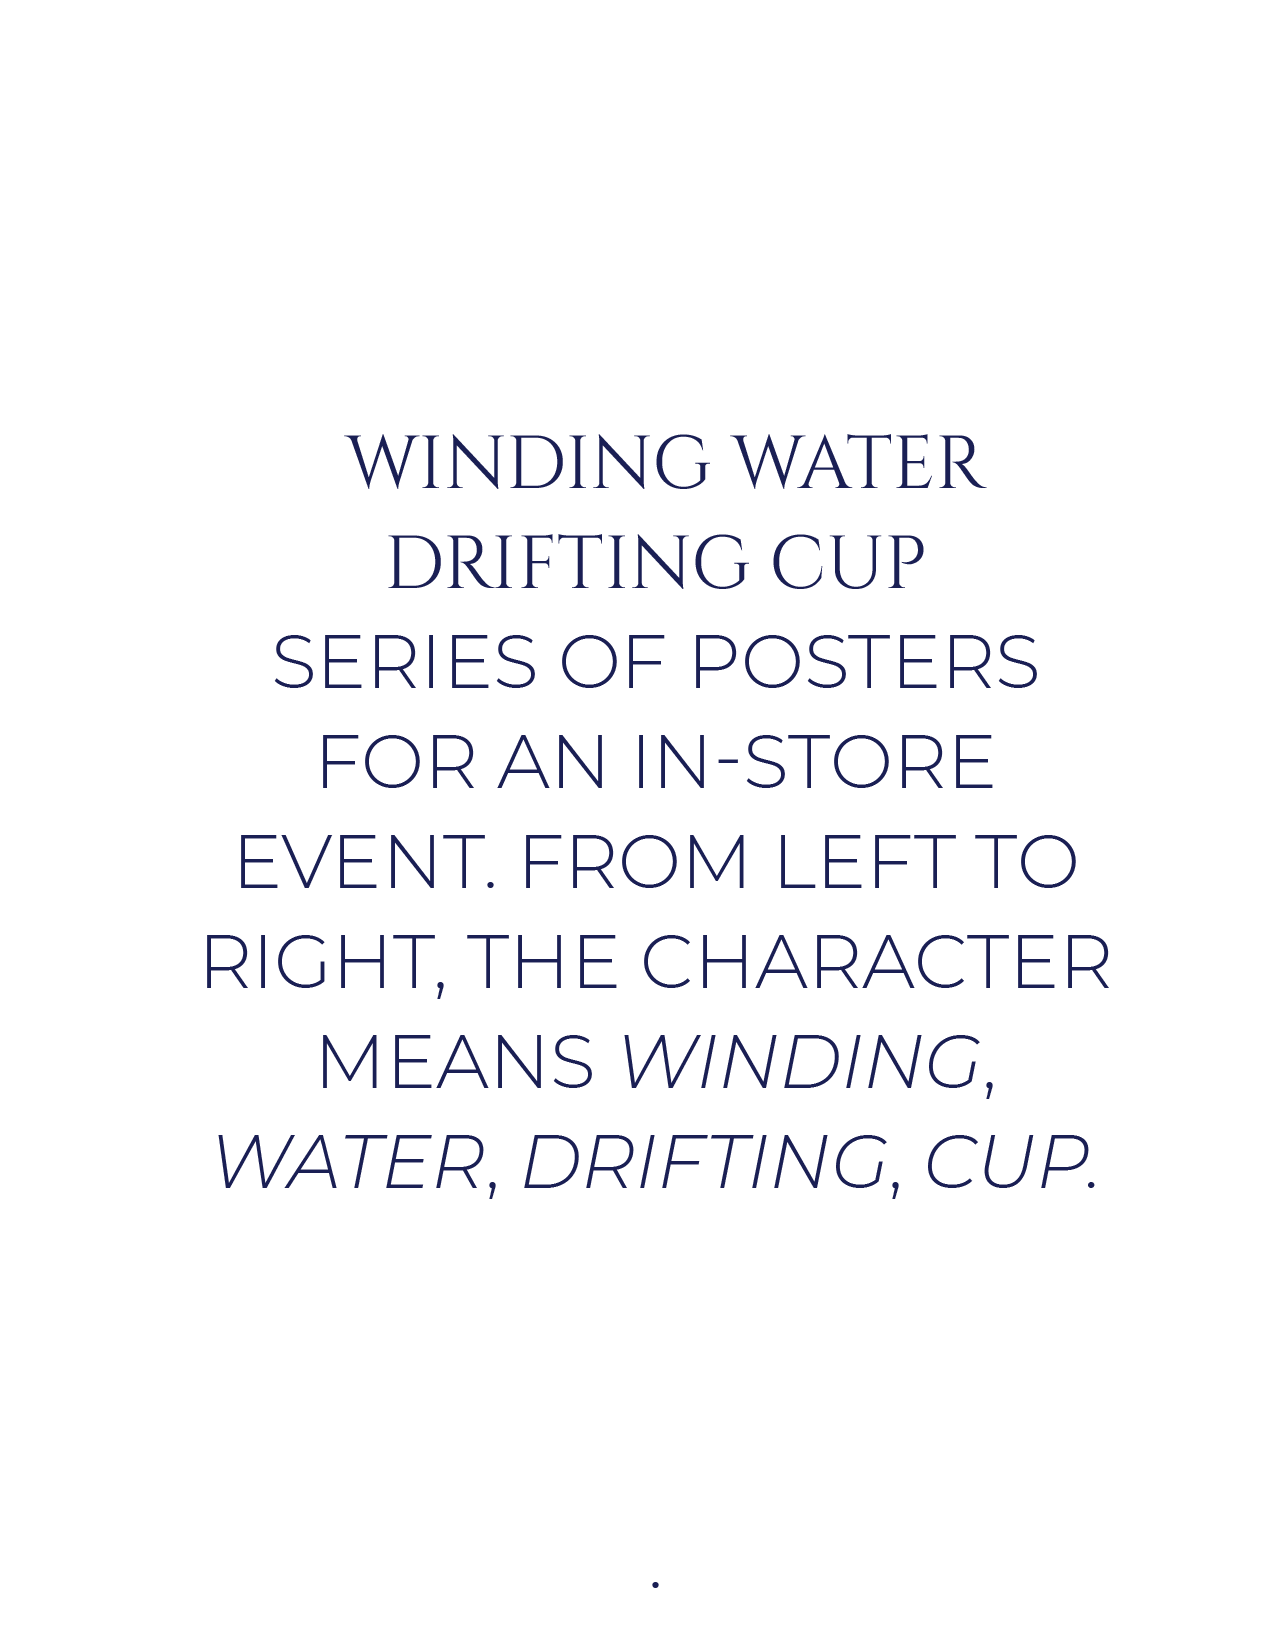 WINDING WATER
DRIFTING CUP
SERIES OF POSTERS
FOR AN IN-STORE
EVENT. FROM LEFT TO
RIGHT, THE CHARACTER
MEANS WINDING,
WATER, DRIFTING, CUP.
.